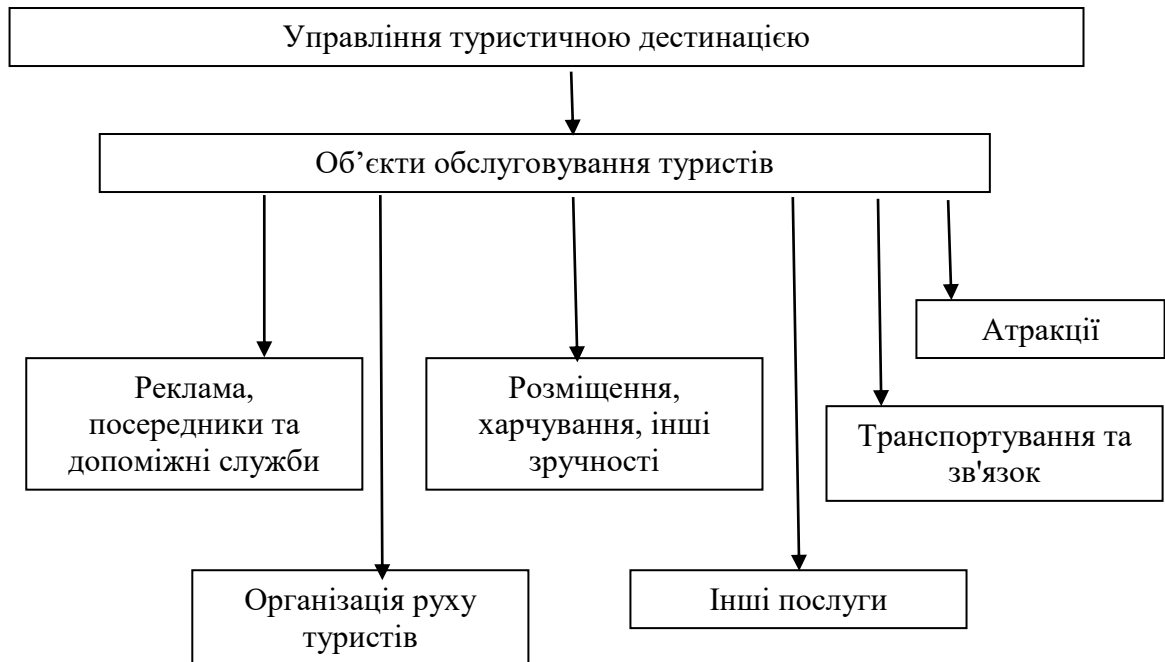 Управління туристичною дестинацією
Об’єкти обслуговування туристів
Атракції
Реклама,
посередники та
допоміжні служби
Розміщення,
харчування, інші
зручності
Транспортування та
зв'язок
Організація руху
туристів
Інші послуги